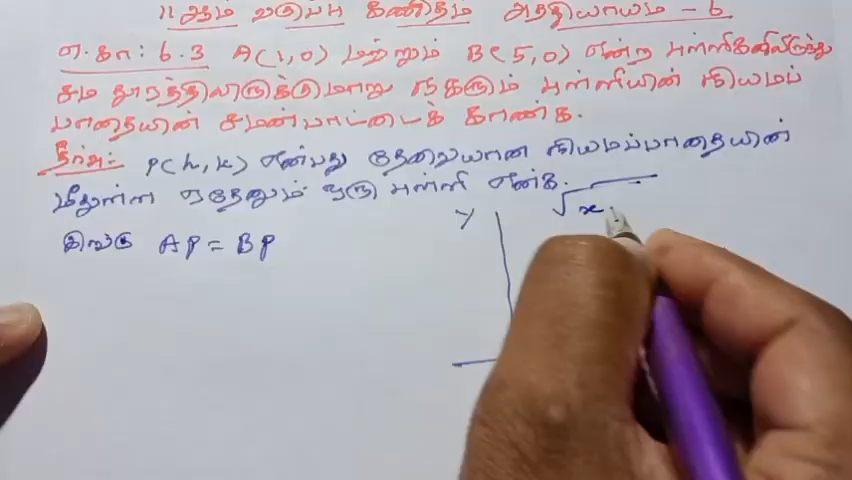 11 ஆம் வகுப்பு கணிதம் அத்தியாயம் - 6
எ.கா: 6.3 A(1,0) மற்றும் B(5,0) என்ற புள்ளிகளிலிருந்து
சம தூரத்திலிருக்குமாறு நகரும் புள்ளியின் நியமப்
பாதையின் சமன்பாட்டைக் காண்க.
தீர்வு: P(h,k) என்பது தேவையான நியமப்பாதையின்
மீதுள்ள ஏதேனும் ஒரு புள்ளி என்க.
√x
y
இங்கு AP = BP